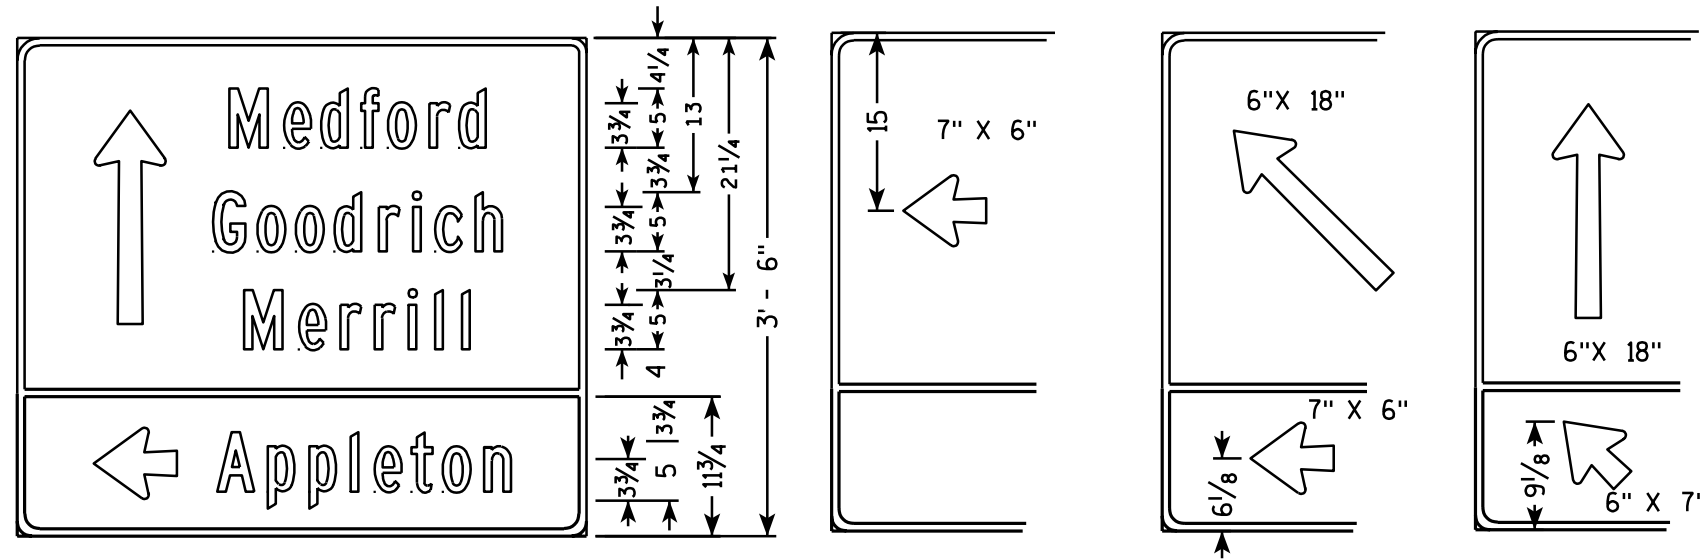 Medford
Goodrich
Merrill
Appleton
4¼
5
3¾
3¾
13
21¼
3¾
5
3¼
3¾
5
4
3' - 6"
3¾
5
3¾
11¾
15
7" X 6"
6"X 18"
7" X 6"
6⅛
6"X 18"
9⅛
6" X 7'